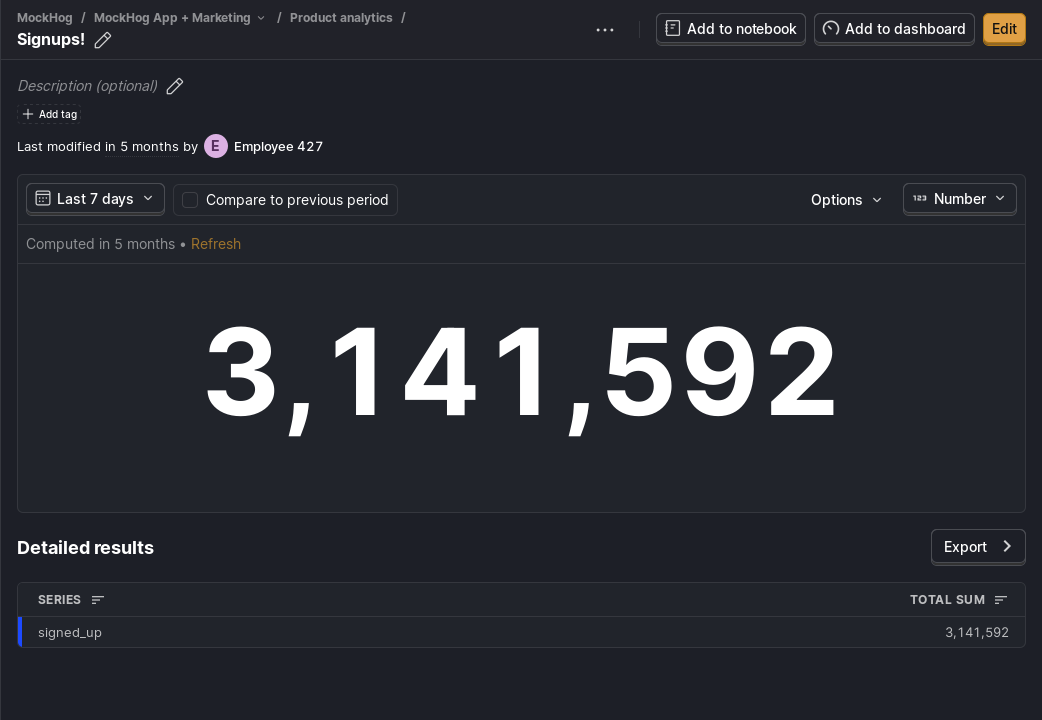 MockHog / MockHog App + Marketing / Product analytics /
Signups!
Add to notebook
Add to dashboard
Edit
Description (optional)
Add tag
Last modified in 5 months by E Employee 427
Last 7 days
Compare to previous period
Options
123 Number
Computed in 5 months • Refresh
3,141,592
Detailed results
Export
SERIES TOTAL SUM
signed_up 3,141,592